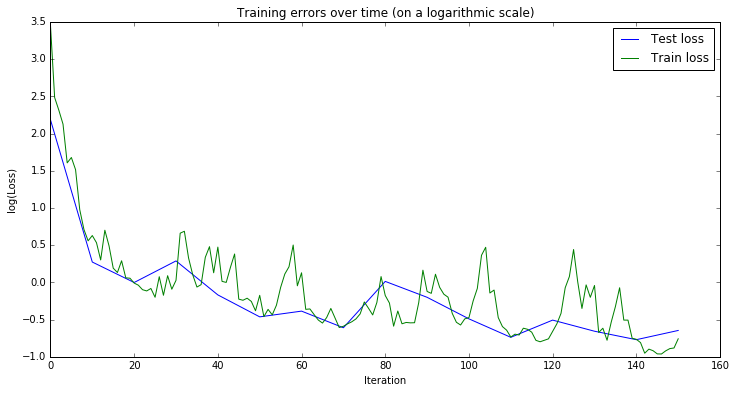 Training errors over time (on a logarithmic scale)
Test loss
Train loss
3.5
3.0
2.5
2.0
1.5
1.0
0.5
0.0
−0.5
−1.0
log(Loss)
0 20 40 60 80 100 120 140 160
Iteration